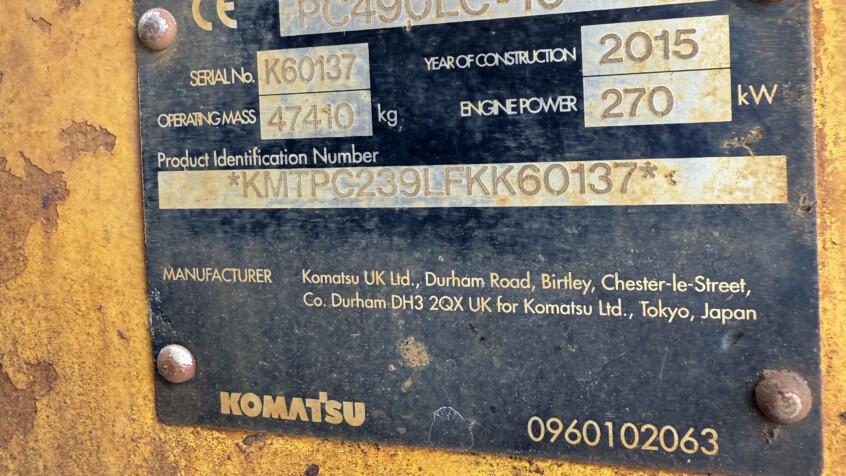 CE PC490LC-10
SERIAL No. K60137 YEAR OF CONSTRUCTION 2015
OPERATING MASS 47410 kg ENGINE POWER 270 kW
Product Identification Number
*KMTPC239LFKK60137*
MANUFACTURER Komatsu UK Ltd., Durham Road, Birtley, Chester-le-Street,
Co. Durham DH3 2QX UK for Komatsu Ltd., Tokyo, Japan
KOMATSU
0960102063